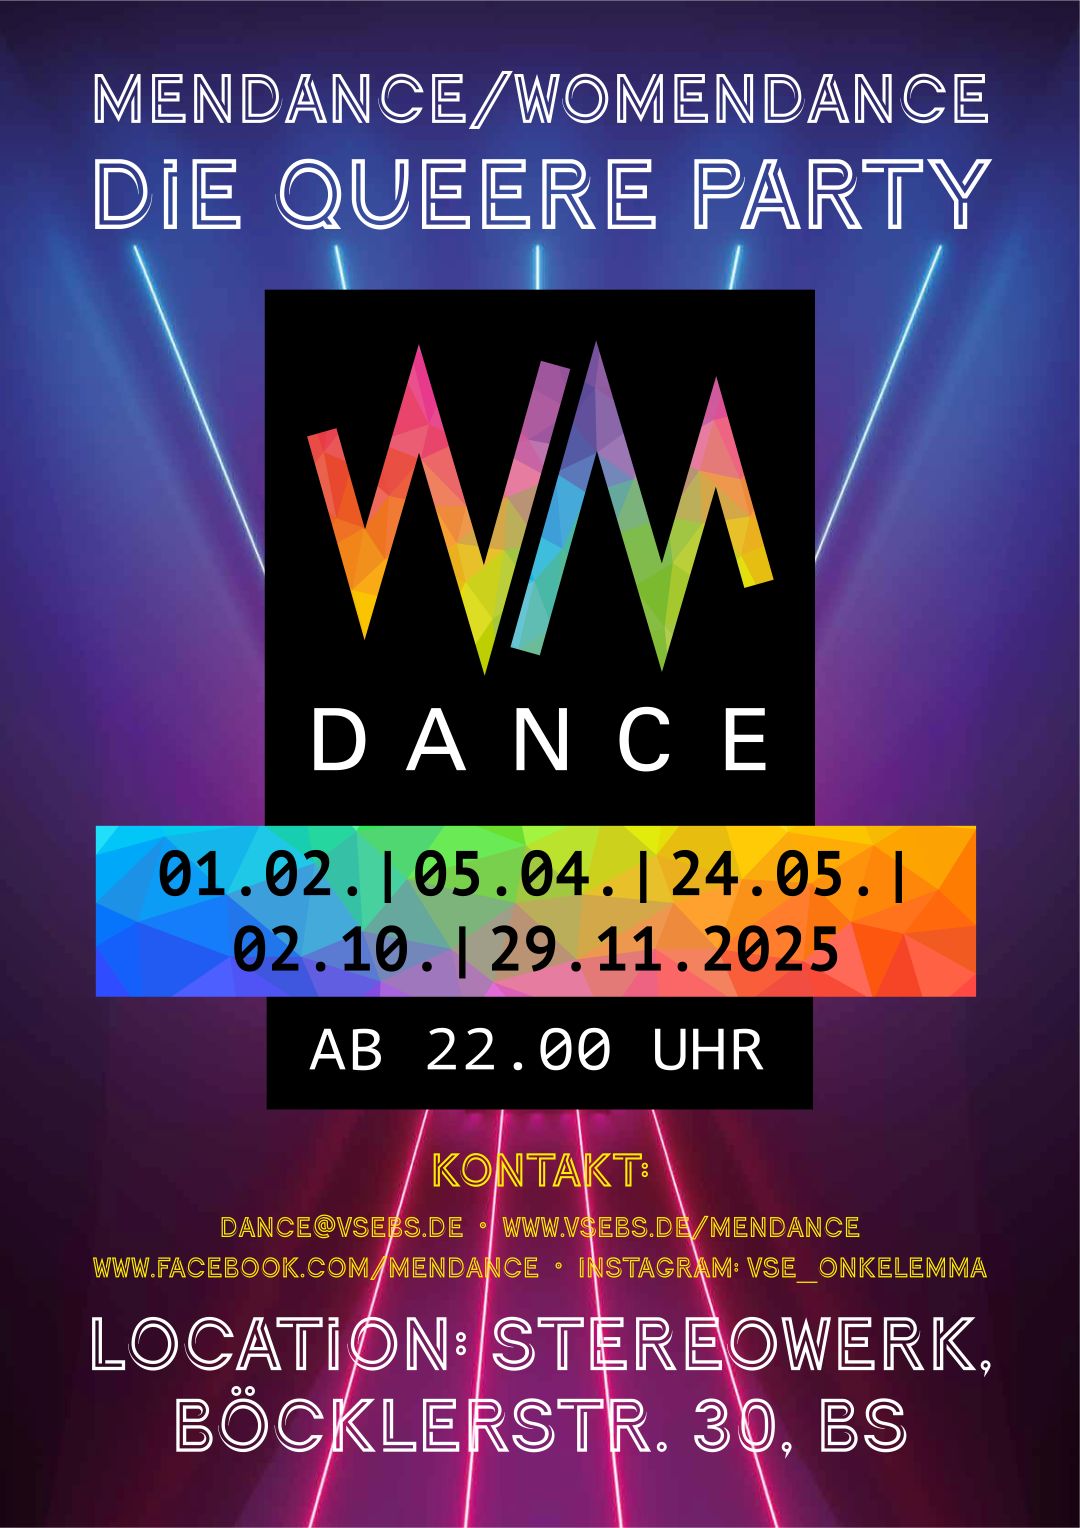 MENDANCE/WOMENDANCE
DIE QUEERE PARTY
WM
DANCE
01.02.|05.04.|24.05.|
02.10.|29.11.2025
AB 22.00 UHR
KONTAKT:
DANCE@VSEBS.DE • WWW.VSEBS.DE/MENDANCE
WWW.FACEBOOK.COM/MENDANCE • INSTAGRAM: VSE_ONKELEMMA
LOCATION: STEREOWERK,
BÖCKLERSTR. 30, BS